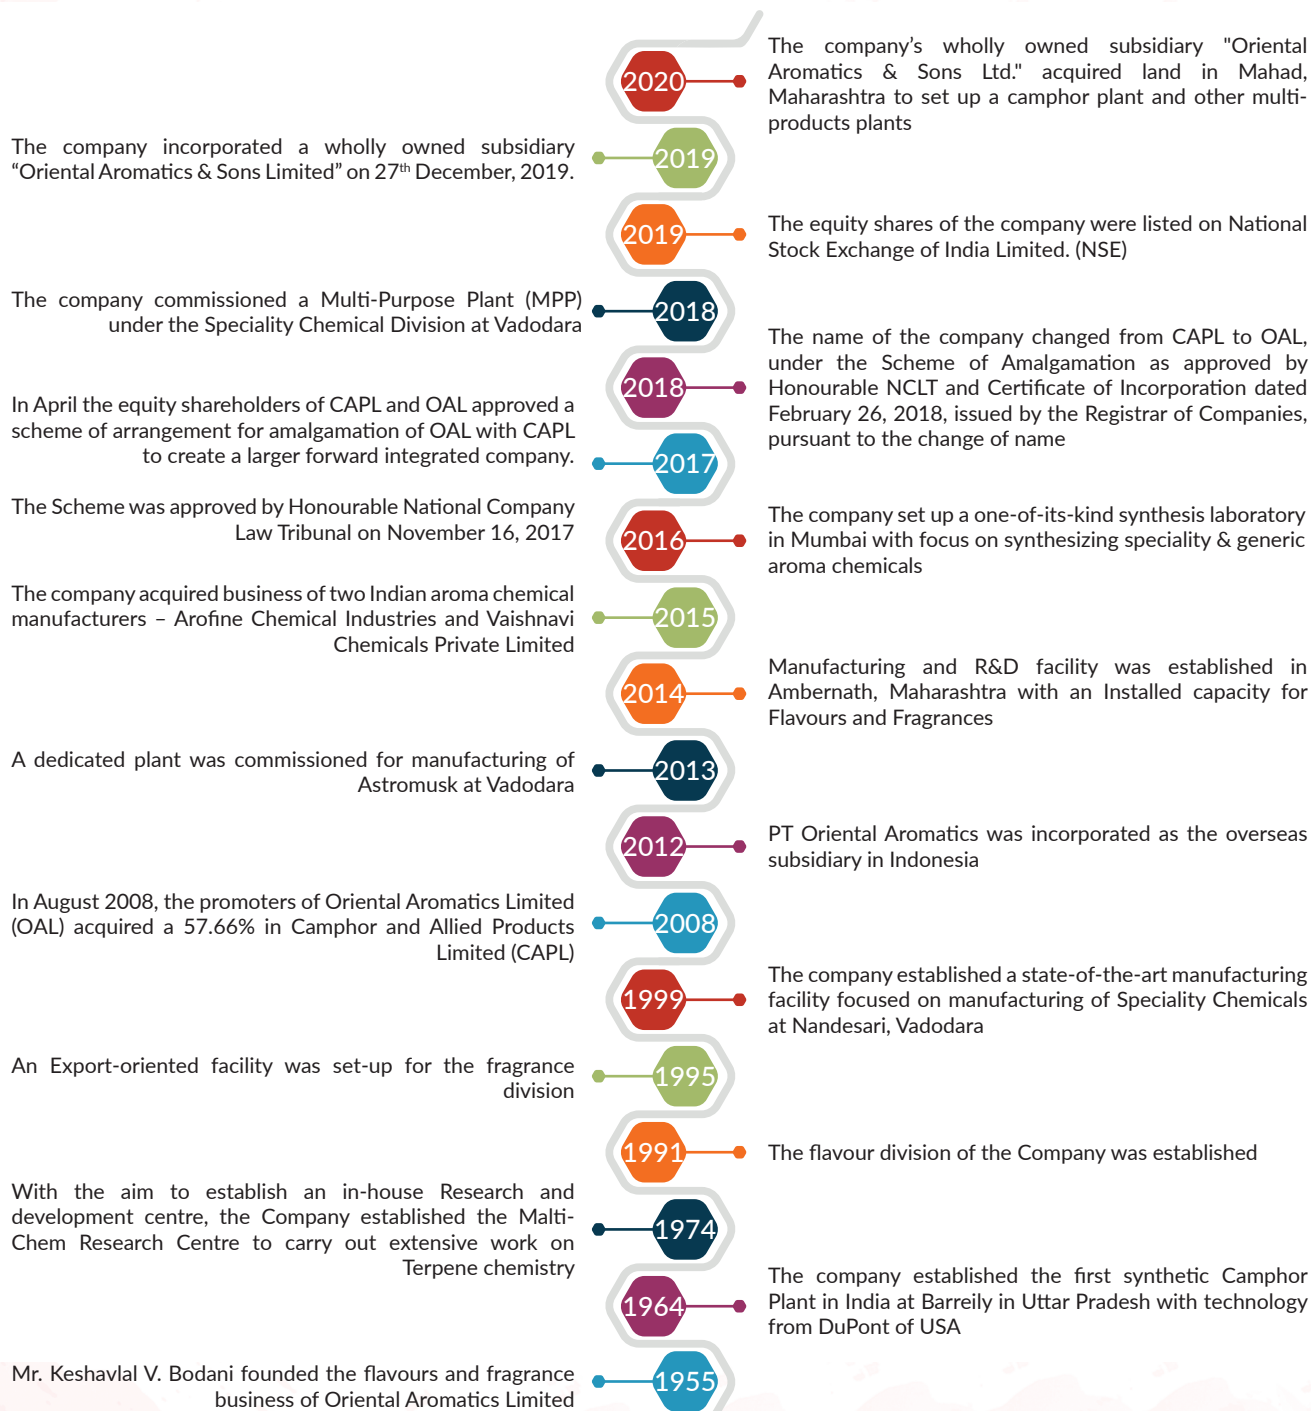 2020
The company’s wholly owned subsidiary "Oriental
Aromatics & Sons Ltd." acquired land in Mahad,
Maharashtra to set up a camphor plant and other multi-
products plants
The company incorporated a wholly owned subsidiary
“Oriental Aromatics & Sons Limited” on 27th December, 2019.
2019
2019
The equity shares of the company were listed on National
Stock Exchange of India Limited. (NSE)
The company commissioned a Multi-Purpose Plant (MPP)
under the Speciality Chemical Division at Vadodara
2018
2018
The name of the company changed from CAPL to OAL,
under the Scheme of Amalgamation as approved by
Honourable NCLT and Certificate of Incorporation dated
February 26, 2018, issued by the Registrar of Companies,
pursuant to the change of name
In April the equity shareholders of CAPL and OAL approved a
scheme of arrangement for amalgamation of OAL with CAPL
to create a larger forward integrated company.
The Scheme was approved by Honourable National Company
Law Tribunal on November 16, 2017
2017
2016
The company set up a one-of-its-kind synthesis laboratory
in Mumbai with focus on synthesizing speciality & generic
aroma chemicals
The company acquired business of two Indian aroma chemical
manufacturers – Arofine Chemical Industries and Vaishnavi
Chemicals Private Limited
2015
2014
Manufacturing and R&D facility was established in
Ambernath, Maharashtra with an Installed capacity for
Flavours and Fragrances
A dedicated plant was commissioned for manufacturing of
Astromusk at Vadodara
2013
2012
PT Oriental Aromatics was incorporated as the overseas
subsidiary in Indonesia
In August 2008, the promoters of Oriental Aromatics Limited
(OAL) acquired a 57.66% in Camphor and Allied Products
Limited (CAPL)
2008
1999
The company established a state-of-the-art manufacturing
facility focused on manufacturing of Speciality Chemicals
at Nandesari, Vadodara
An Export-oriented facility was set-up for the fragrance
division
1995
1991
The flavour division of the Company was established
With the aim to establish an in-house Research and
development centre, the Company established the Malti-
Chem Research Centre to carry out extensive work on
Terpene chemistry
1974
1964
The company established the first synthetic Camphor
Plant in India at Barreily in Uttar Pradesh with technology
from DuPont of USA
Mr. Keshavlal V. Bodani founded the flavours and fragrance
business of Oriental Aromatics Limited
1955